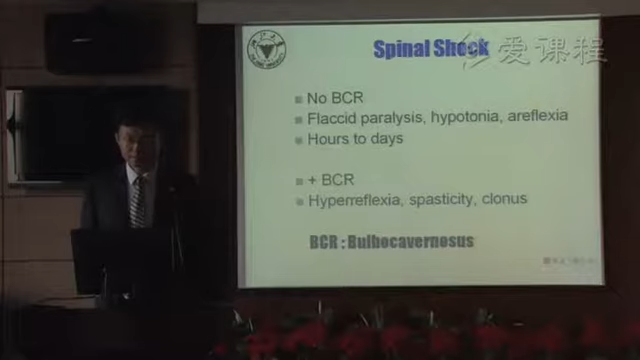 Spinal Shock
爱课程
No BCR
Flaccid paralysis, hypotonia, areflexia
Hours to days
+ BCR
Hyperreflexia, spasticity, clonus
BCR : Bulhocavernosus